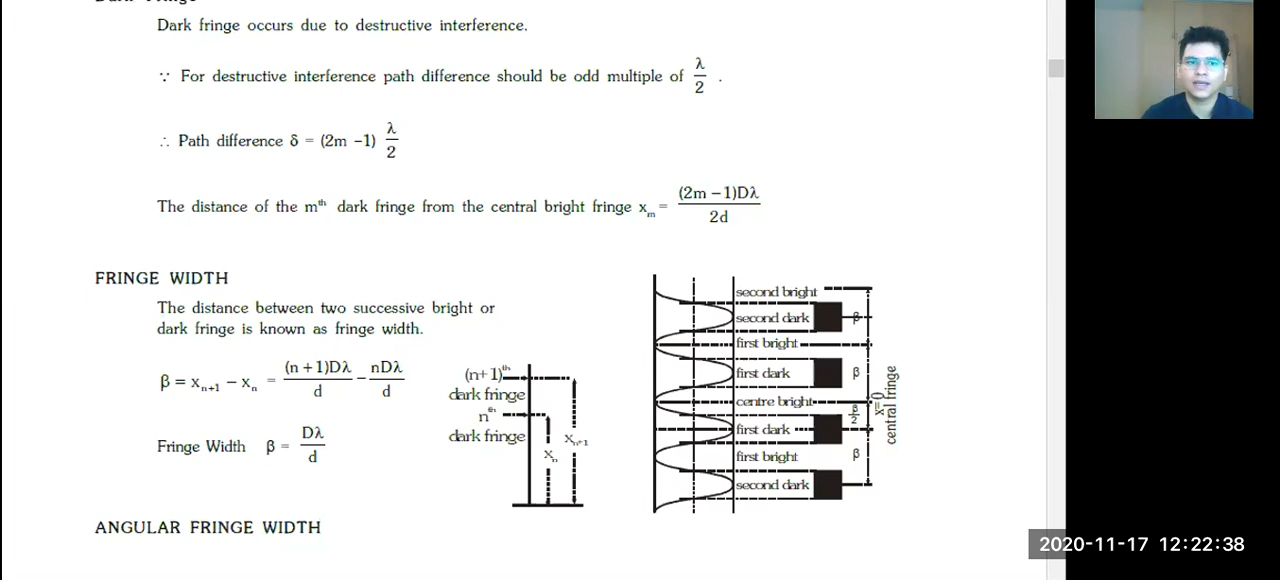 Dark fringe occurs due to destructive interference.
∵ For destructive interference path difference should be odd multiple of λ/2 .
∴ Path difference δ = (2m −1) λ/2
The distance of the mᵗʰ dark fringe from the central bright fringe xₘ = (2m −1)Dλ/2d
FRINGE WIDTH
The distance between two successive bright or
dark fringe is known as fringe width.
β = xₙ₊₁ − xₙ = (n+1)Dλ/d − nDλ/d
Fringe Width β = Dλ/d
(n+1)ᵗʰ
dark fringe
nᵗʰ
dark fringe
xₙ₊₁
xₙ
second bright
second dark
β
first bright
first dark
β
centre bright
x=0
central fringe
β/2
first dark
first bright
β
second dark
ANGULAR FRINGE WIDTH
2020-11-17 12:22:38